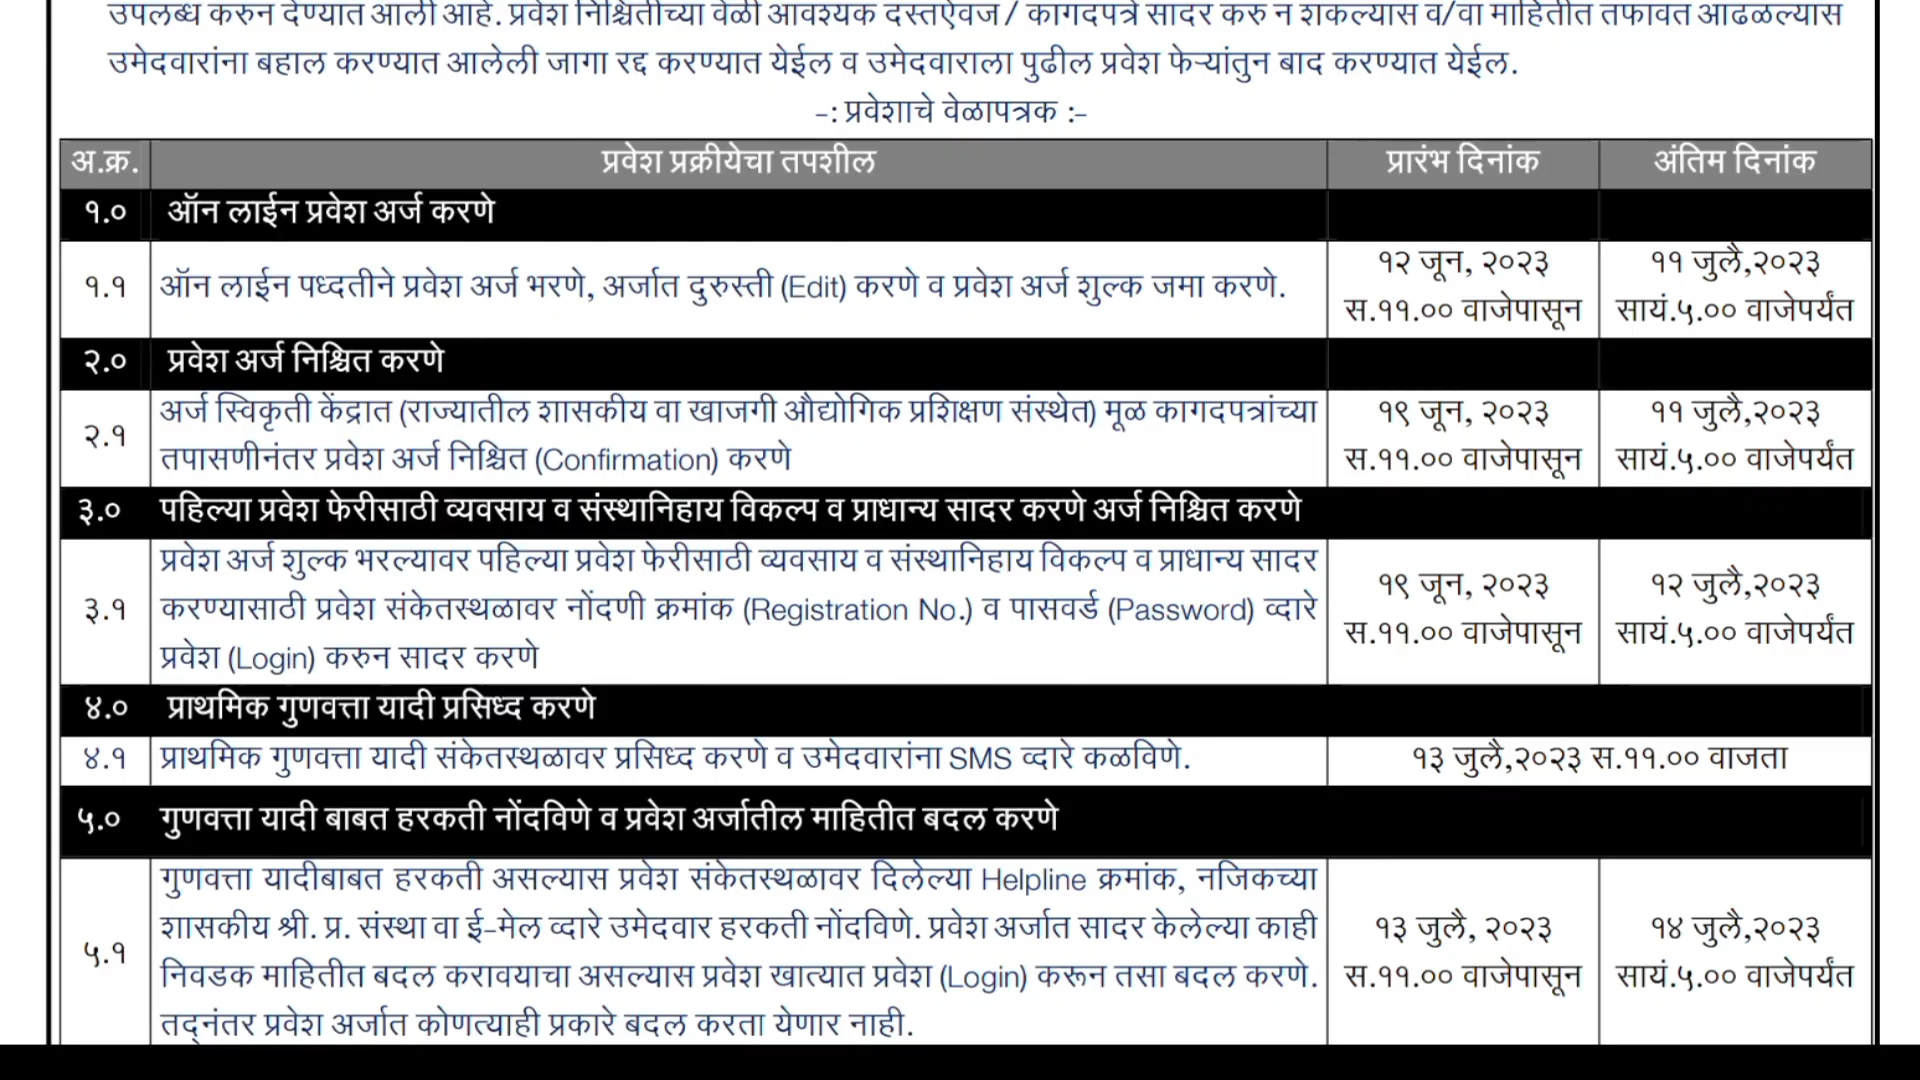 उपलब्ध करुन देण्यात आली आहे. प्रवेश निश्चितीच्या वेळी आवश्यक दस्तऐवज / कागदपत्रे सादर करु न शकल्यास व/वा माहितीत तफावत आढळल्यास
उमेदवारांना बहाल करण्यात आलेली जागा रद्द करण्यात येईल व उमेदवाराला पुढील प्रवेश फेऱ्यांतुन बाद करण्यात येईल.
-: प्रवेशाचे वेळापत्रक :-
अ.क्र. प्रवेश प्रक्रीयेचा तपशील प्रारंभ दिनांक अंतिम दिनांक
१.० ऑन लाईन प्रवेश अर्ज करणे
१.१ ऑन लाईन पध्दतीने प्रवेश अर्ज भरणे, अर्जात दुरुस्ती (Edit) करणे व प्रवेश अर्ज शुल्क जमा करणे.
१२ जून, २०२३
स.११.०० वाजेपासून
११ जुलै,२०२३
सायं.५.०० वाजेपर्यंत
२.० प्रवेश अर्ज निश्चित करणे
२.१
अर्ज स्विकृती केंद्रात (राज्यातील शासकीय वा खाजगी औद्योगिक प्रशिक्षण संस्थेत) मूळ कागदपत्रांच्या
तपासणीनंतर प्रवेश अर्ज निश्चित (Confirmation) करणे
१९ जून, २०२३
स.११.०० वाजेपासून
११ जुलै,२०२३
सायं.५.०० वाजेपर्यंत
३.० पहिल्या प्रवेश फेरीसाठी व्यवसाय व संस्थानिहाय विकल्प व प्राधान्य सादर करणे अर्ज निश्चित करणे
३.१
प्रवेश अर्ज शुल्क भरल्यावर पहिल्या प्रवेश फेरीसाठी व्यवसाय व संस्थानिहाय विकल्प व प्राधान्य सादर
करण्यासाठी प्रवेश संकेतस्थळावर नोंदणी क्रमांक (Registration No.) व पासवर्ड (Password) व्दारे
प्रवेश (Login) करुन सादर करणे
१९ जून, २०२३
स.११.०० वाजेपासून
१२ जुलै,२०२३
सायं.५.०० वाजेपर्यंत
४.० प्राथमिक गुणवत्ता यादी प्रसिध्द करणे
४.१ प्राथमिक गुणवत्ता यादी संकेतस्थळावर प्रसिध्द करणे व उमेदवारांना SMS व्दारे कळविणे. १३ जुलै,२०२३ स.११.०० वाजता
५.० गुणवत्ता यादी बाबत हरकती नोंदविणे व प्रवेश अर्जातील माहितीत बदल करणे
५.१
गुणवत्ता यादीबाबत हरकती असल्यास प्रवेश संकेतस्थळावर दिलेल्या Helpline क्रमांक, नजिकच्या
शासकीय श्री. प्र. संस्था वा ई-मेल व्दारे उमेदवार हरकती नोंदविणे. प्रवेश अर्जात सादर केलेल्या काही
निवडक माहितीत बदल करावयाचा असल्यास प्रवेश खात्यात प्रवेश (Login) करून तसा बदल करणे.
तद्नंतर प्रवेश अर्जात कोणत्याही प्रकारे बदल करता येणार नाही.
१३ जुलै, २०२३
स.११.०० वाजेपासून
१४ जुलै,२०२३
सायं.५.०० वाजेपर्यंत